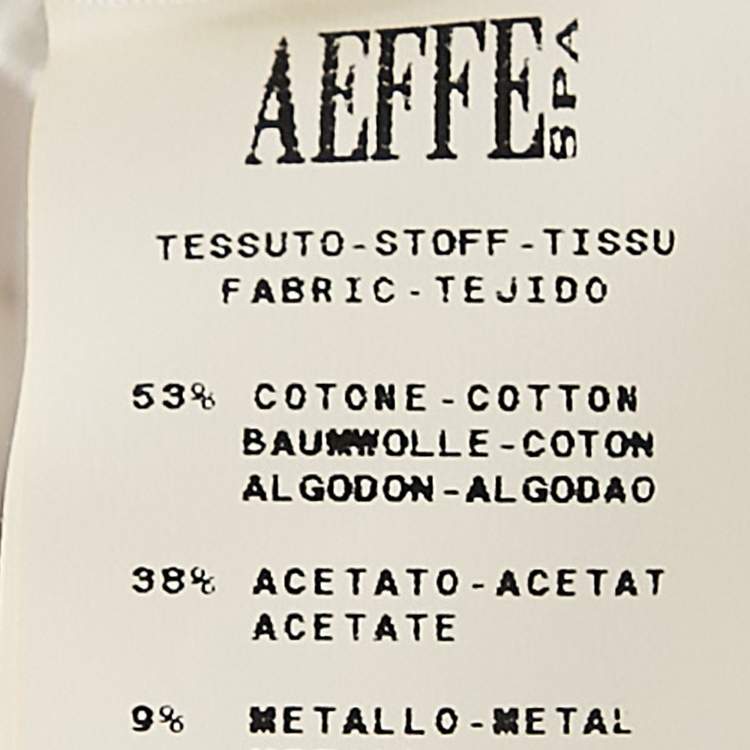 AEFFE SPA
TESSUTO-STOFF-TISSU
FABRIC-TEJIDO
53% COTONE-COTTON
BAUMWOLLE-COTON
ALGODON-ALGODAO
38% ACETATO-ACETAT
ACETATE
9% METALLO-METAL